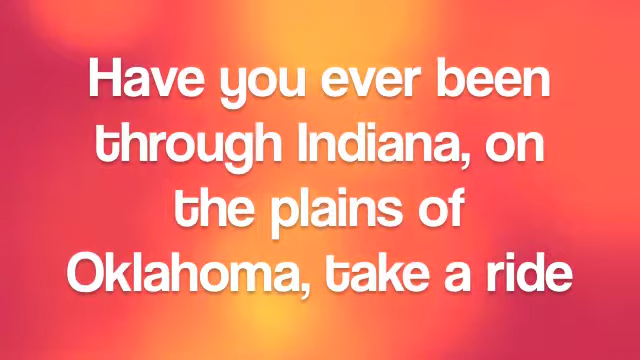 Have you ever been
through Indiana, on
the plains of
Oklahoma, take a ride